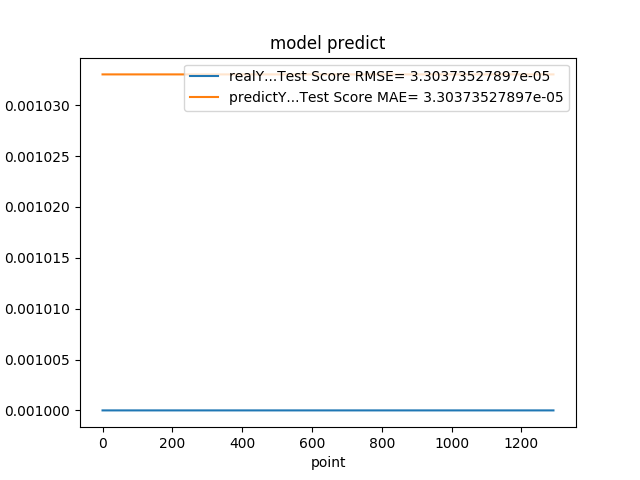 model predict
realY...Test Score RMSE= 3.30373527897e-05
predictY...Test Score MAE= 3.30373527897e-05
0.001030
0.001025
0.001020
0.001015
0.001010
0.001005
0.001000
0 200 400 600 800 1000 1200
point